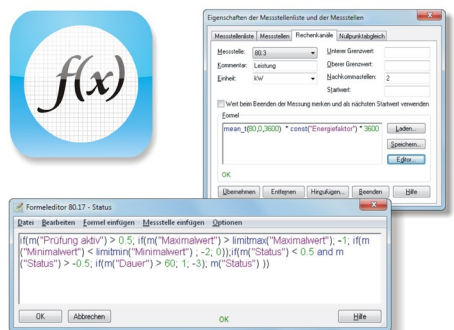 f(x)
Eigenschaften der Messstellenliste und der Messstellen
Messstellenliste Messstellen Rechenkanäle Nullpunktabgleich
Messstelle: 80.3 Unterer Grenzwert:
Kommentar: Leistung Oberer Grenzwert:
Einheit: kW Nachkommastellen: 2
Startwert:
Wert beim Beenden der Messung merken und als nächsten Startwert verwenden
Formel
mean_t(80,0,3600) * const("Energiefaktor") * 3600
Laden...
Speichern...
Editor...
OK
Übernehmen Entfernen Hinzufügen... Beenden Hilfe
Formeleditor 80.17 - Status
Datei Bearbeiten Formel einfügen Messstelle einfügen Optionen
if(m("Prüfung aktiv") > 0.5; if(m("Maximalwert") > limitmax("Maximalwert"); -1; if(m
("Minimalwert") < limitmin("Minimalwert") ; -2; 0));if(m("Status") < 0.5 and m
("Status") > -0.5; if(m("Dauer") > 60; 1; -3); m("Status") ))
OK Abbrechen OK Hilfe